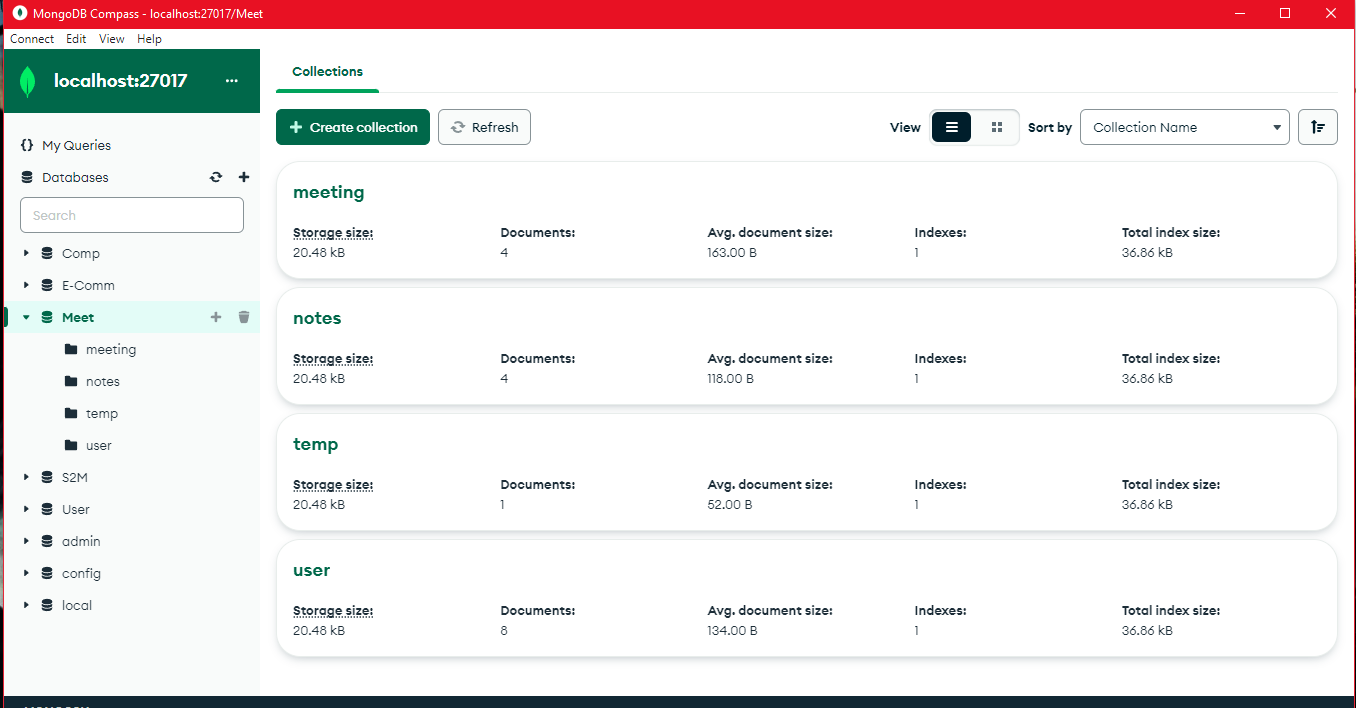 MongoDB Compass - localhost:27017/Meet
Connect Edit View Help
localhost:27017 ...
{} My Queries
Databases
Search
Comp
E-Comm
Meet
meeting
notes
temp
user
S2M
User
admin
config
local
Collections
+ Create collection Refresh View Sort by Collection Name
meeting
Storage size: Documents: Avg. document size: Indexes: Total index size:
20.48 kB 4 163.00 B 1 36.86 kB
notes
Storage size: Documents: Avg. document size: Indexes: Total index size:
20.48 kB 4 118.00 B 1 36.86 kB
temp
Storage size: Documents: Avg. document size: Indexes: Total index size:
20.48 kB 1 52.00 B 1 36.86 kB
user
Storage size: Documents: Avg. document size: Indexes: Total index size:
20.48 kB 8 134.00 B 1 36.86 kB